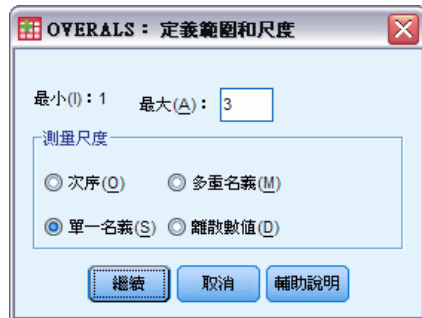 OVERALS： 定義範圍和尺度
最小(I)：1 最大(A)： 3
測量尺度
次序(O) 多重名義(M)
單一名義(S) 離散數值(D)
繼續 取消 輔助說明